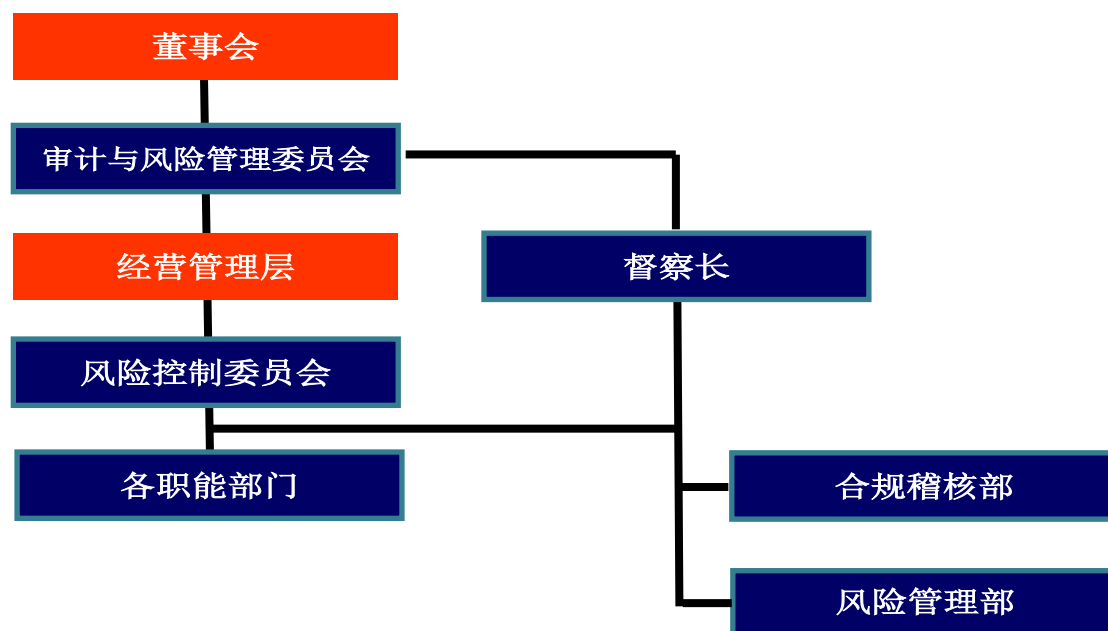 董事会
审计与风险管理委员会
经营管理层
督察长
风险控制委员会
各职能部门
合规稽核部
风险管理部